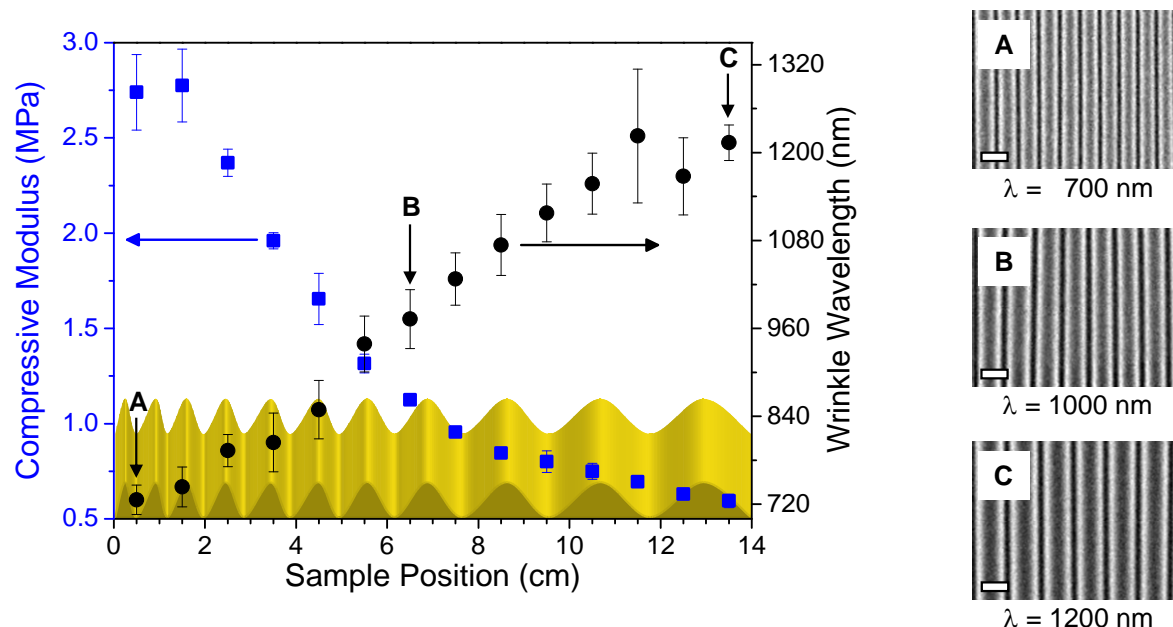 Compressive Modulus (MPa)
3.0
2.5
2.0
1.5
1.0
0.5
0 2 4 6 8 10 12 14
Sample Position (cm)
1320
1200
1080
960
840
720
Wrinkle Wavelength (nm)
A
B
C
A
λ = 700 nm
B
λ = 1000 nm
C
λ = 1200 nm